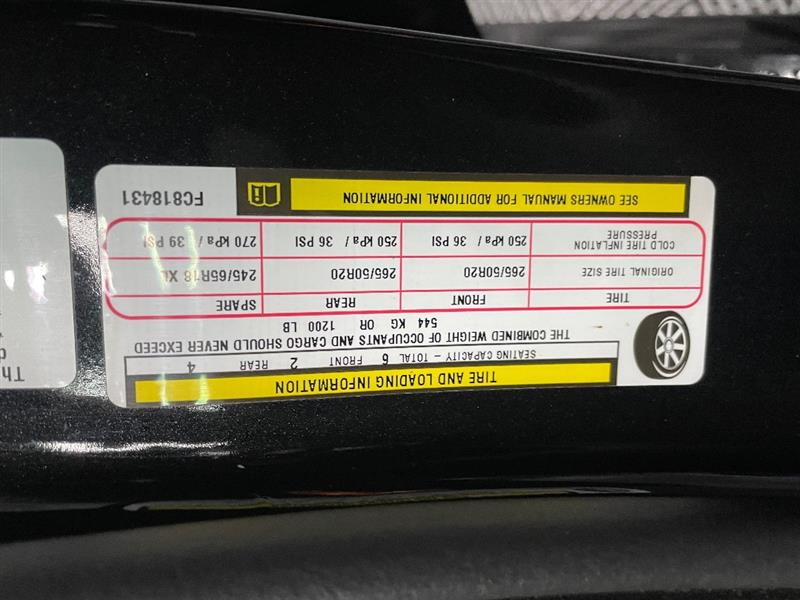 TIRE AND LOADING INFORMATION
SEATING CAPACITY - TOTAL 6 FRONT 2 REAR 4
THE COMBINED WEIGHT OF OCCUPANTS AND CARGO SHOULD NEVER EXCEED
544 KG OR 1200 LB
TIRE FRONT REAR SPARE
ORIGINAL TIRE SIZE 265/50R20 265/50R20 245/65R18 XL
COLD TIRE INFLATION PRESSURE 250 kPa / 36 PSI 250 kPa / 36 PSI 270 kPa / 39 PSI
SEE OWNERS MANUAL FOR ADDITIONAL INFORMATION
FC818431
Th